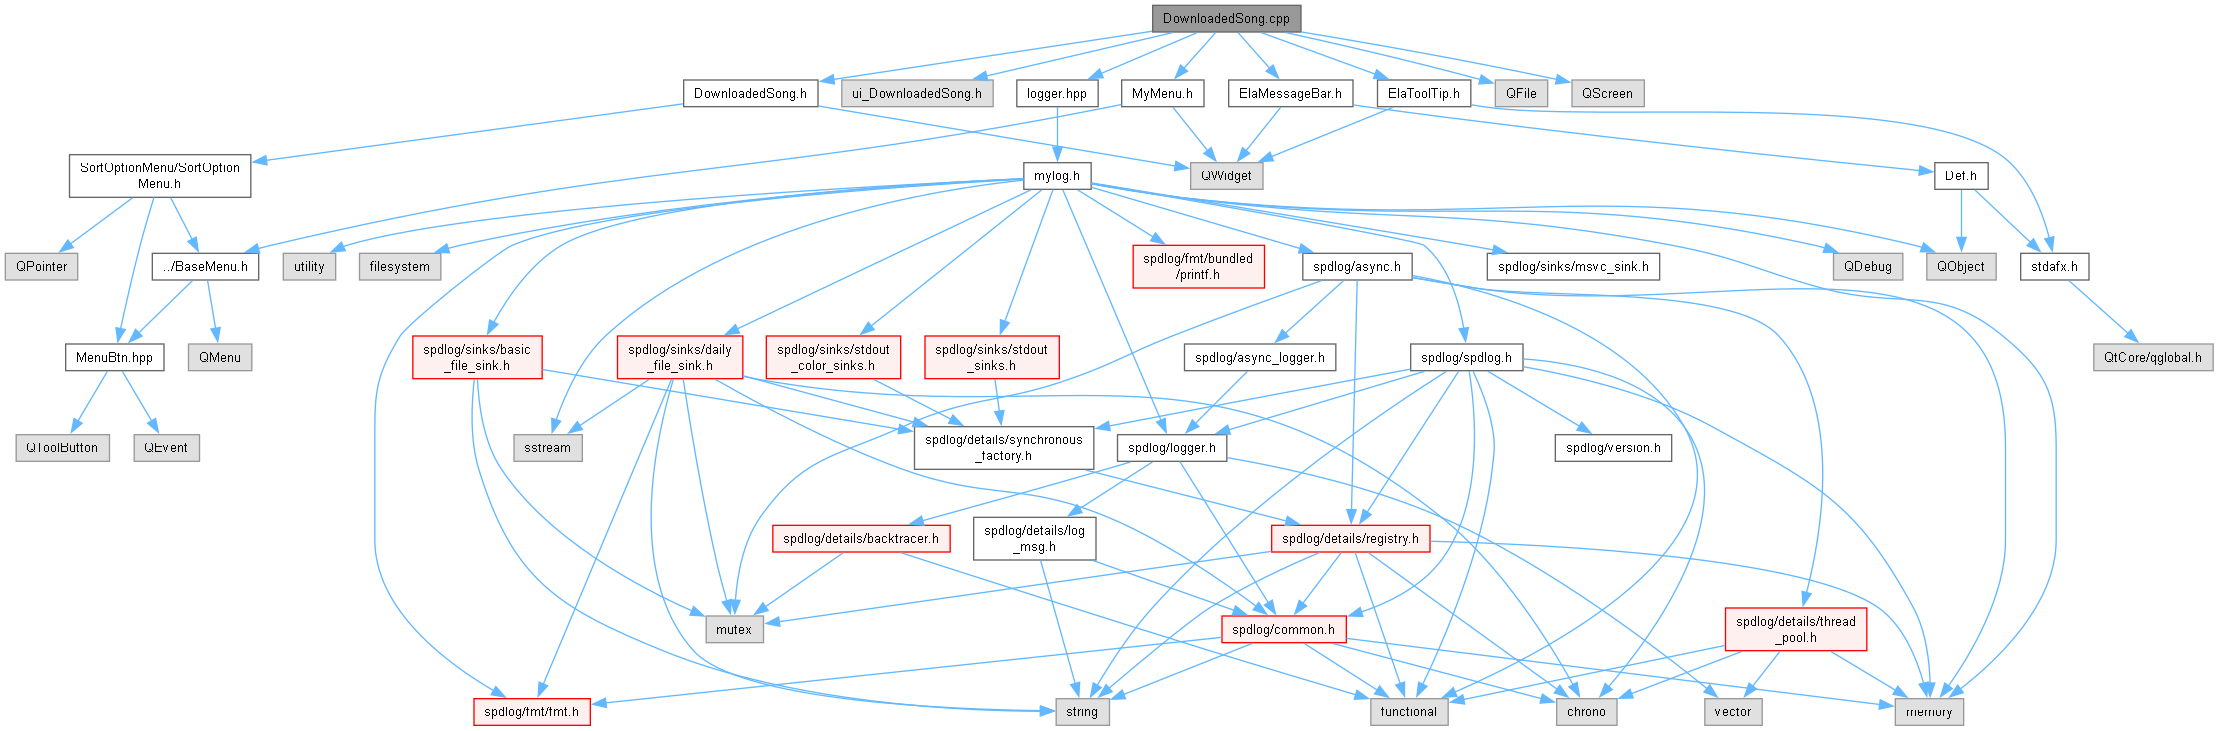 DownloadedSong.cpp
DownloadedSong.h
ui_DownloadedSong.h
logger.hpp
MyMenu.h
ElaMessageBar.h
ElaToolTip.h
QFile
QScreen
SortOptionMenu/SortOption
Menu.h
mylog.h
QWidget
Def.h
QPointer
../BaseMenu.h
utility
filesystem
spdlog/fmt/bundled
/printf.h
spdlog/async.h
spdlog/sinks/msvc_sink.h
QDebug
QObject
stdafx.h
MenuBtn.hpp
QMenu
spdlog/sinks/basic
_file_sink.h
spdlog/sinks/daily
_file_sink.h
spdlog/sinks/stdout
_color_sinks.h
spdlog/sinks/stdout
_sinks.h
spdlog/async_logger.h
spdlog/spdlog.h
QtCore/qglobal.h
QToolButton
QEvent
sstream
spdlog/details/synchronous
_factory.h
spdlog/logger.h
spdlog/version.h
spdlog/details/backtracer.h
spdlog/details/log
_msg.h
spdlog/details/registry.h
mutex
spdlog/common.h
spdlog/details/thread
_pool.h
spdlog/fmt/fmt.h
string
functional
chrono
vector
memory